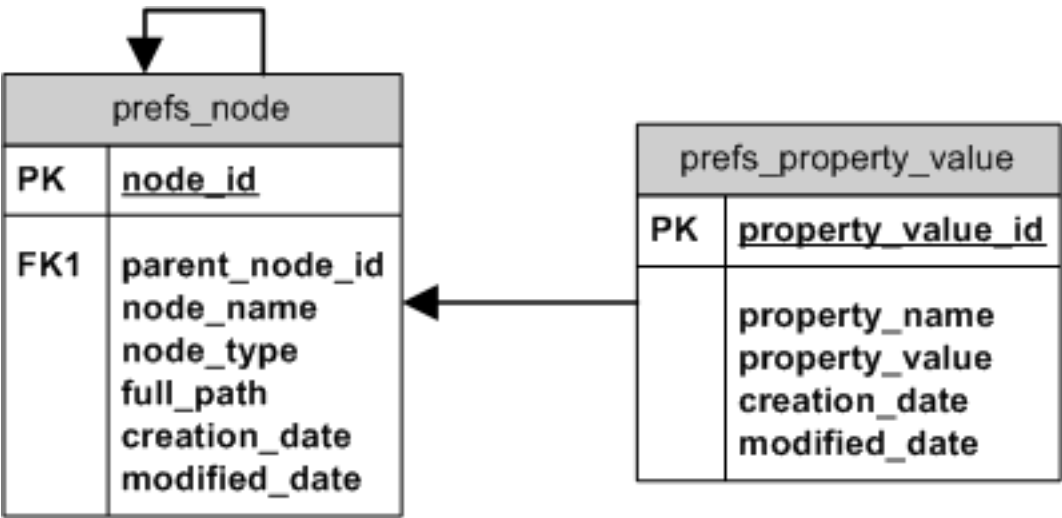 prefs_node
PK node_id
FK1 parent_node_id
node_name
node_type
full_path
creation_date
modified_date
prefs_property_value
PK property_value_id
property_name
property_value
creation_date
modified_date